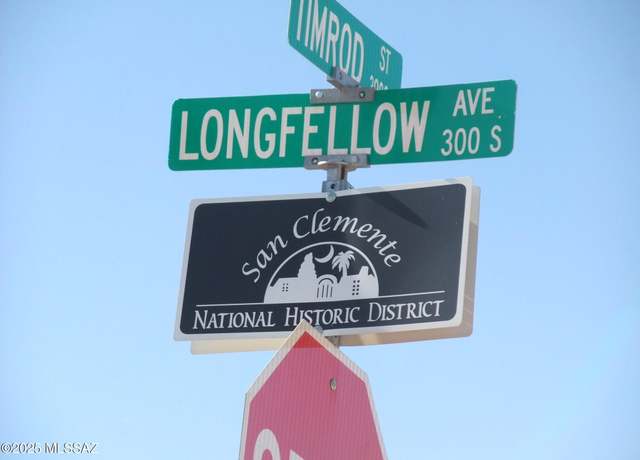 TIMROD ST
LONGFELLOW AVE
300 S
San Clemente
NATIONAL HISTORIC DISTRICT
©2025 MLSSAZ